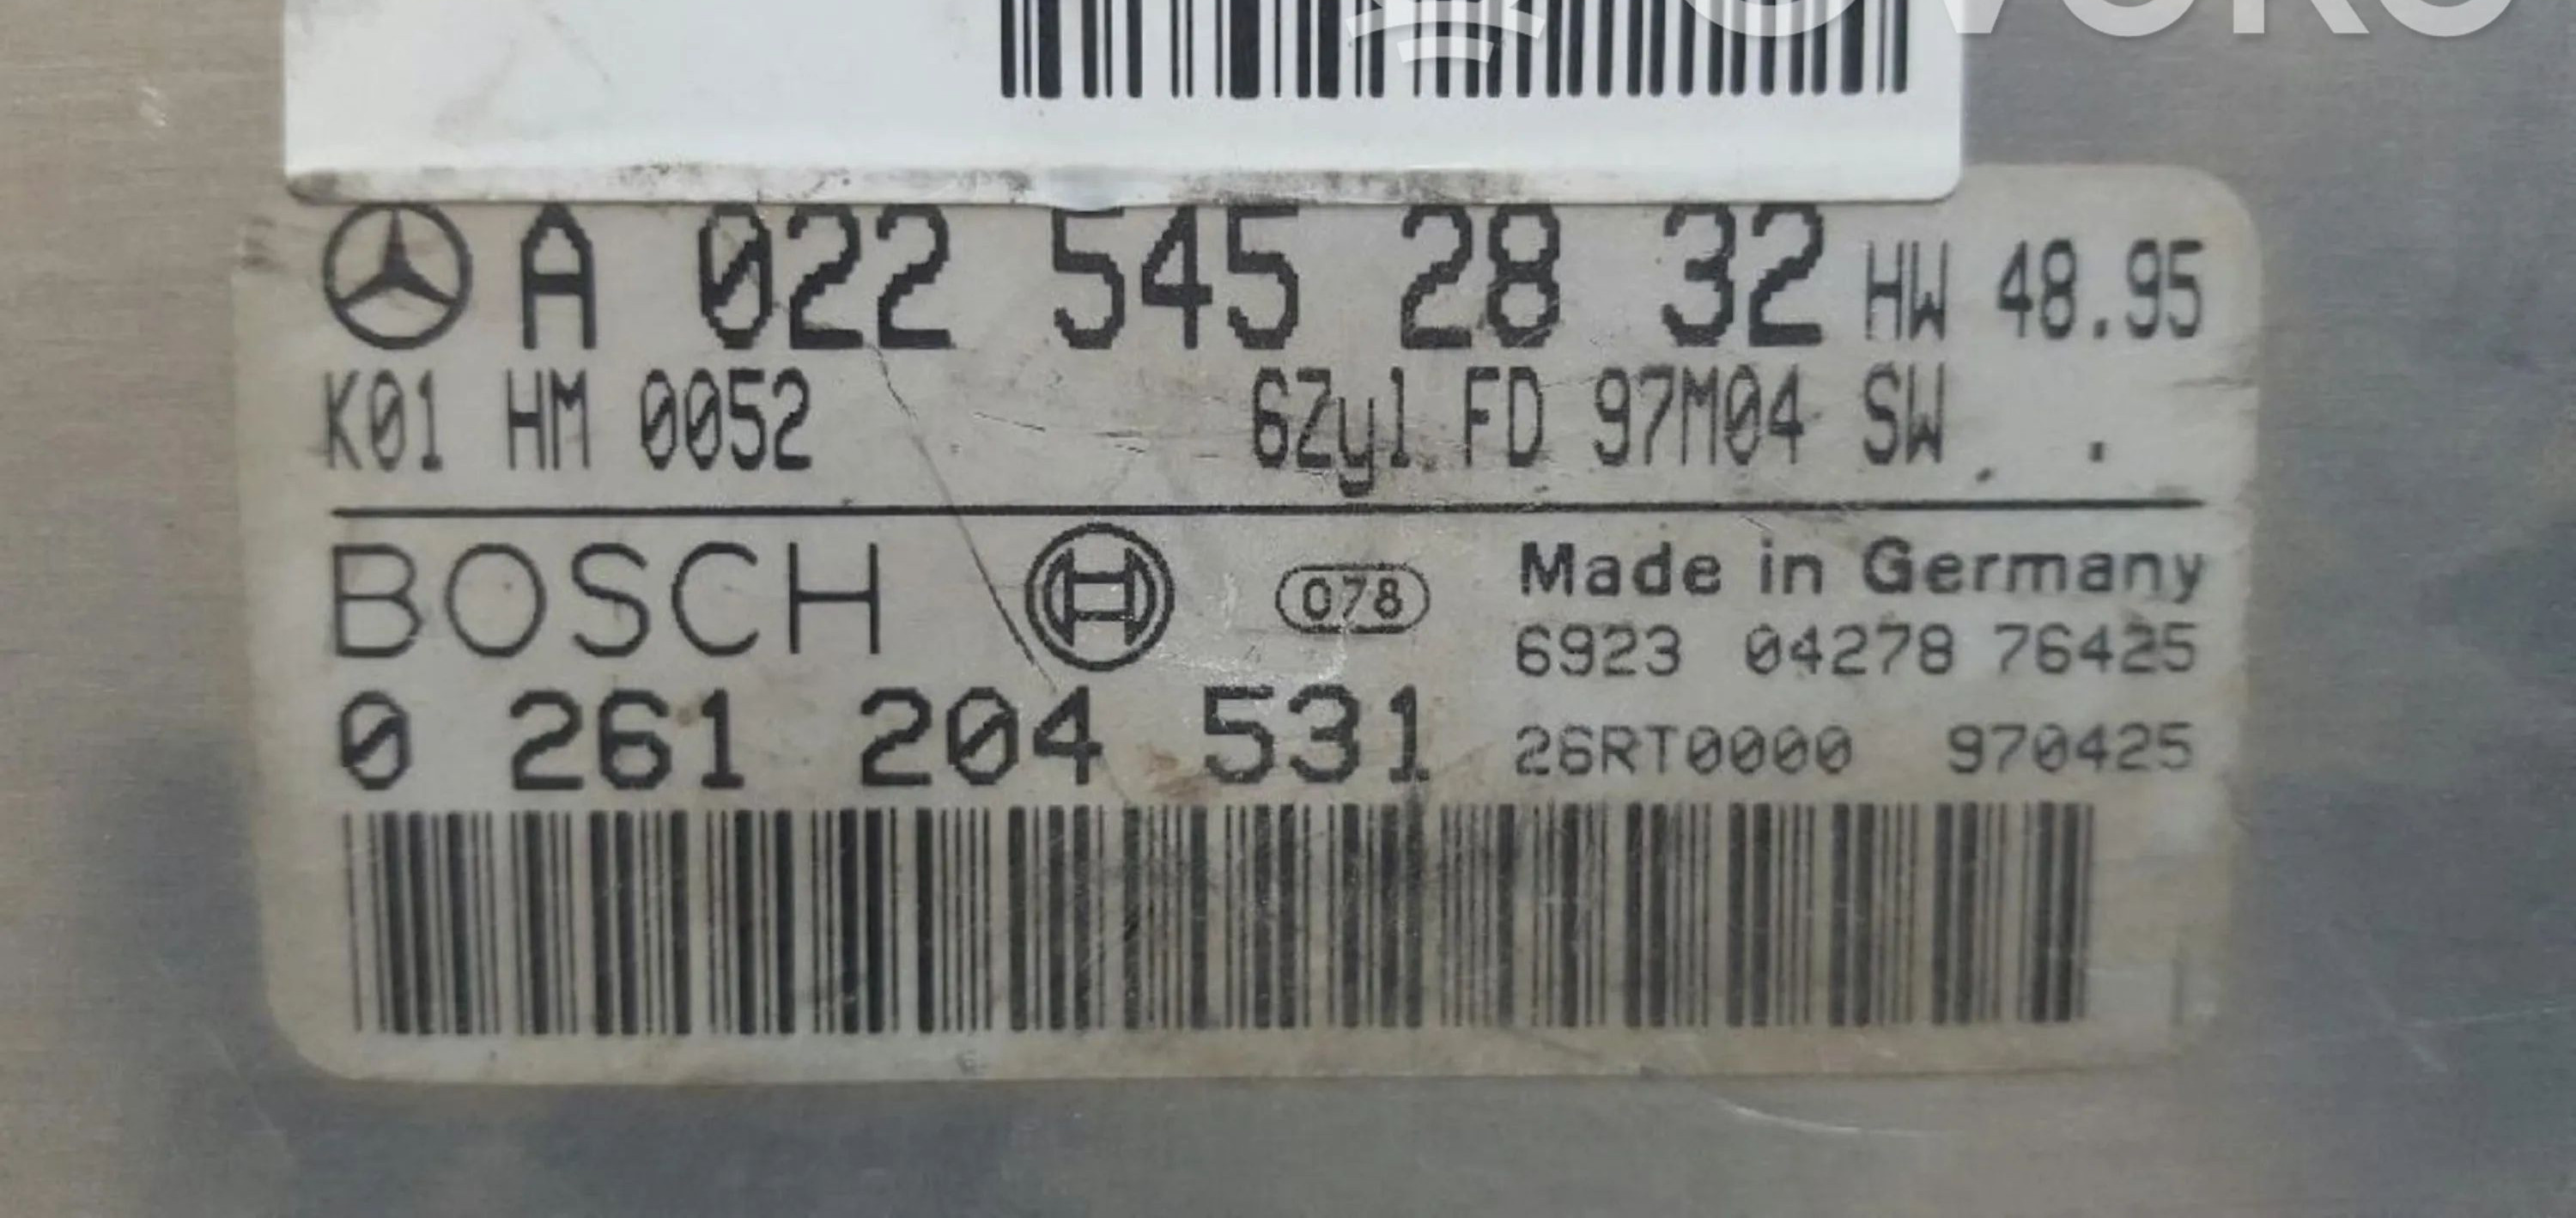 A 022 545 28 32 HW 48.95
K01 HM 0052 6Zyl. FD 97M04 SW . .
BOSCH 078 Made in Germany
6923 04278 76425
0 261 204 531 26RT0000 970425